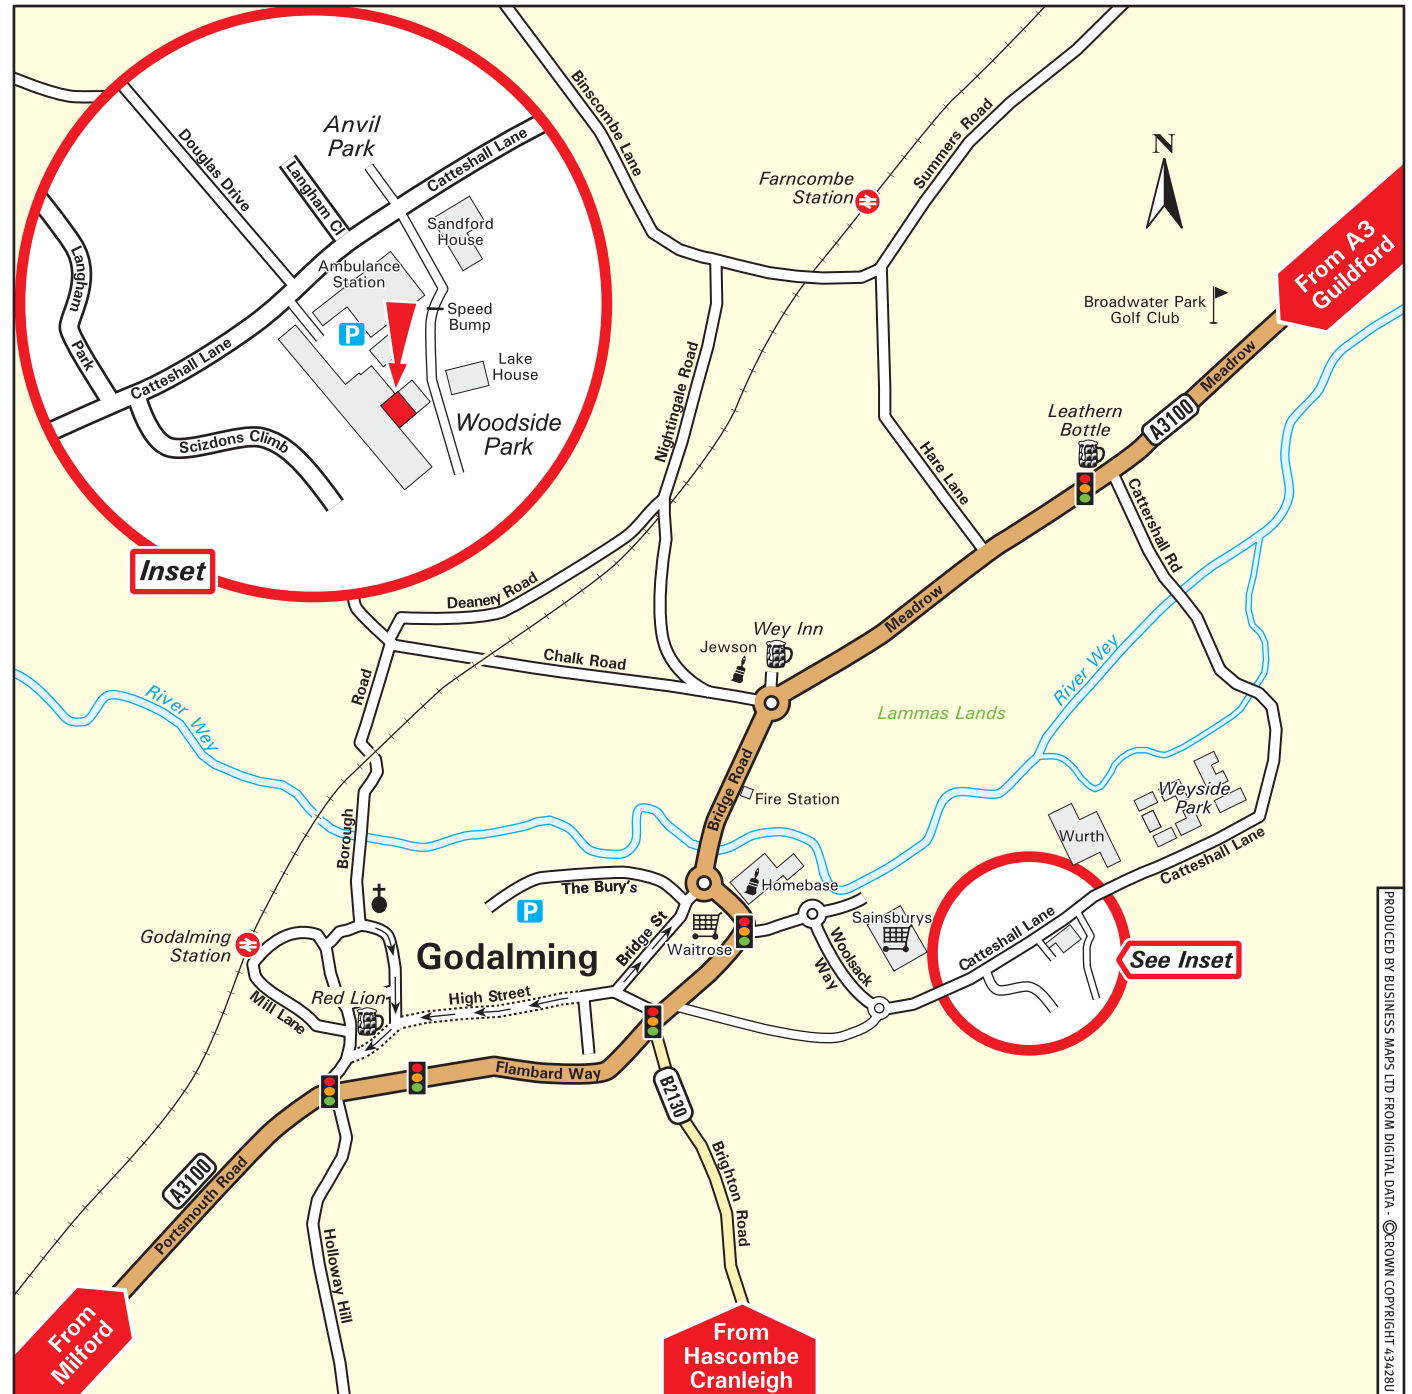 Binscombe Lane
Summers Road
Farncombe
Station
N
From A3
Guildford
Broadwater Park
Golf Club
Meadrow
A3100
Leathern
Bottle
Cattershall Rd
Hare Lane
Nightingale Road
Anvil
Park
Douglas Drive
Langham Cl
Catteshall Lane
Sandford
House
Ambulance
Station
P
Speed
Bump
Lake
House
Woodside
Park
Langham
Park
Catteshall Lane
Scizdons Climb
Inset
Deanery Road
Chalk Road
Jewson
Wey Inn
Meadrow
Lammas Lands
River Wey
River Wey
Borough
Road
Bridge Road
Fire Station
Weyside
Park
Wurth
Catteshall Lane
Homebase
The Bury's
P
Bridge St
Waitrose
Sainsburys
Woolsack
Way
Catteshall Lane
See Inset
Godalming
Station
Godalming
High Street
Red Lion
Mill Lane
Flambard Way
B2130
Brighton Road
A3100
Portsmouth Road
Holloway Hill
From
Milford
From
Hascombe
Cranleigh
PRODUCED BY BUSINESS MAPS LTD FROM DIGITAL DATA - ©CROWN COPYRIGHT 43428U